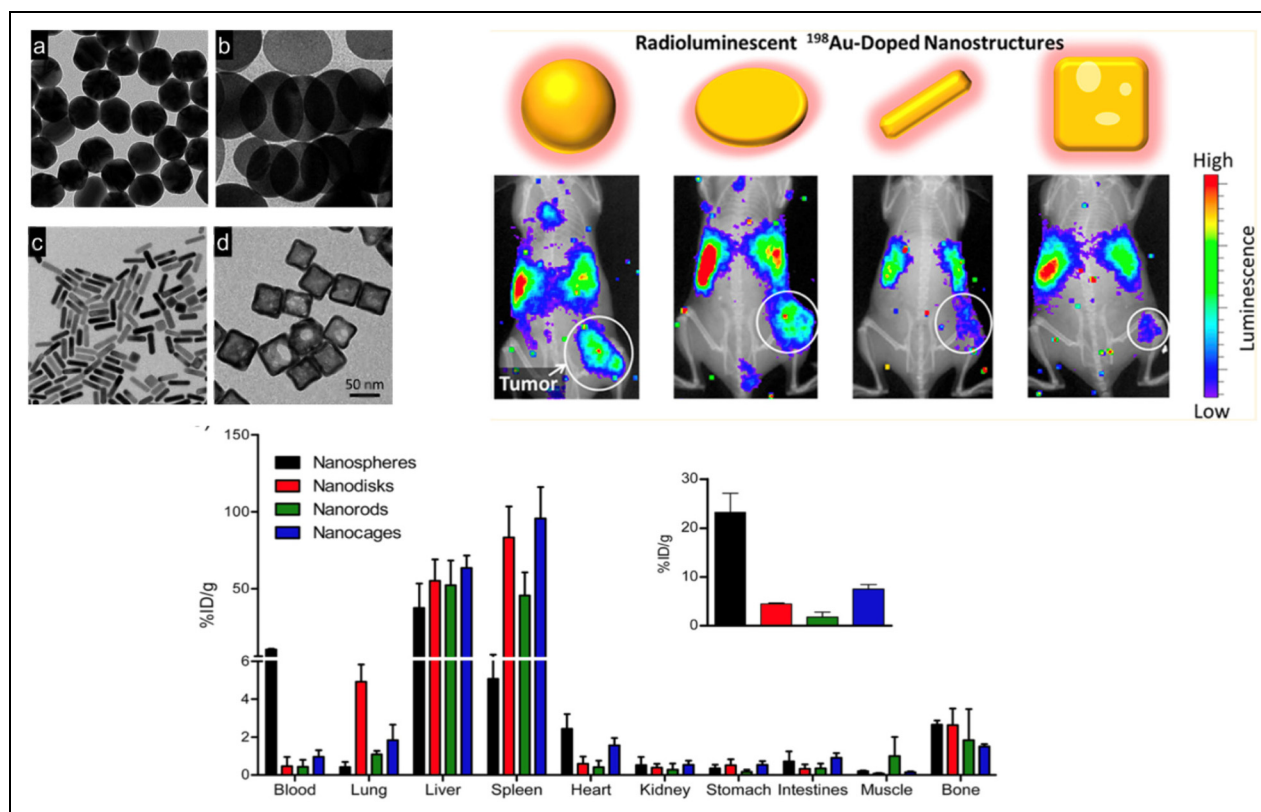 a
b
c
d
50 nm
Radioluminescent ¹⁹⁸Au-Doped Nanostructures
Tumor
High
Luminescence
Low
150
100
50
6
4
2
0
%ID/g
Nanospheres
Nanodisks
Nanorods
Nanocages
30
20
10
0
%ID/g
Blood Lung Liver Spleen Heart Kidney Stomach Intestines Muscle Bone